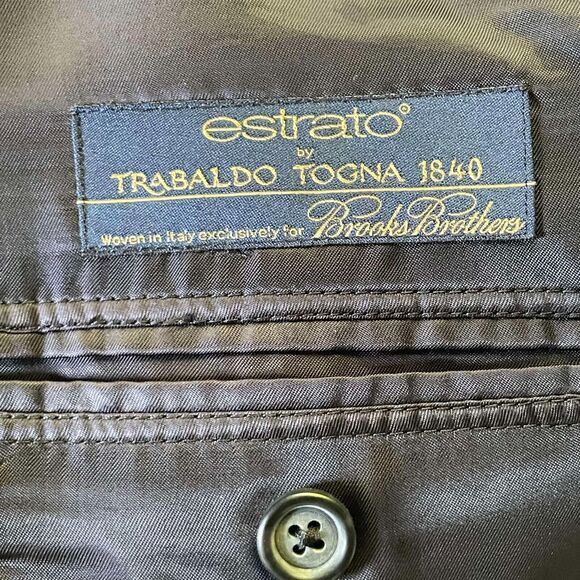 estrato°
by
TRABALDO TOGNA 1840
Woven in Italy exclusively for Brooks Brothers